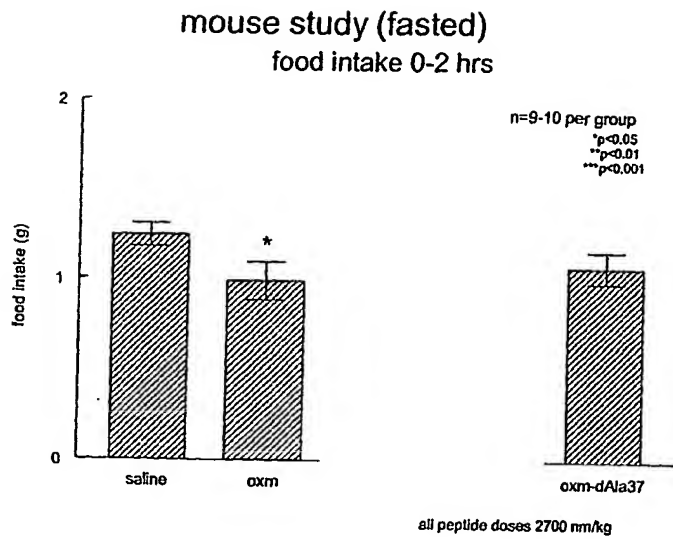 mouse study (fasted)
food intake 0-2 hrs
2
n=9-10 per group
*p<0.05
**p<0.01
***p<0.001
*
food intake (g)
1
0
saline
oxm
oxm-dAla37
all peptide doses 2700 nm/kg